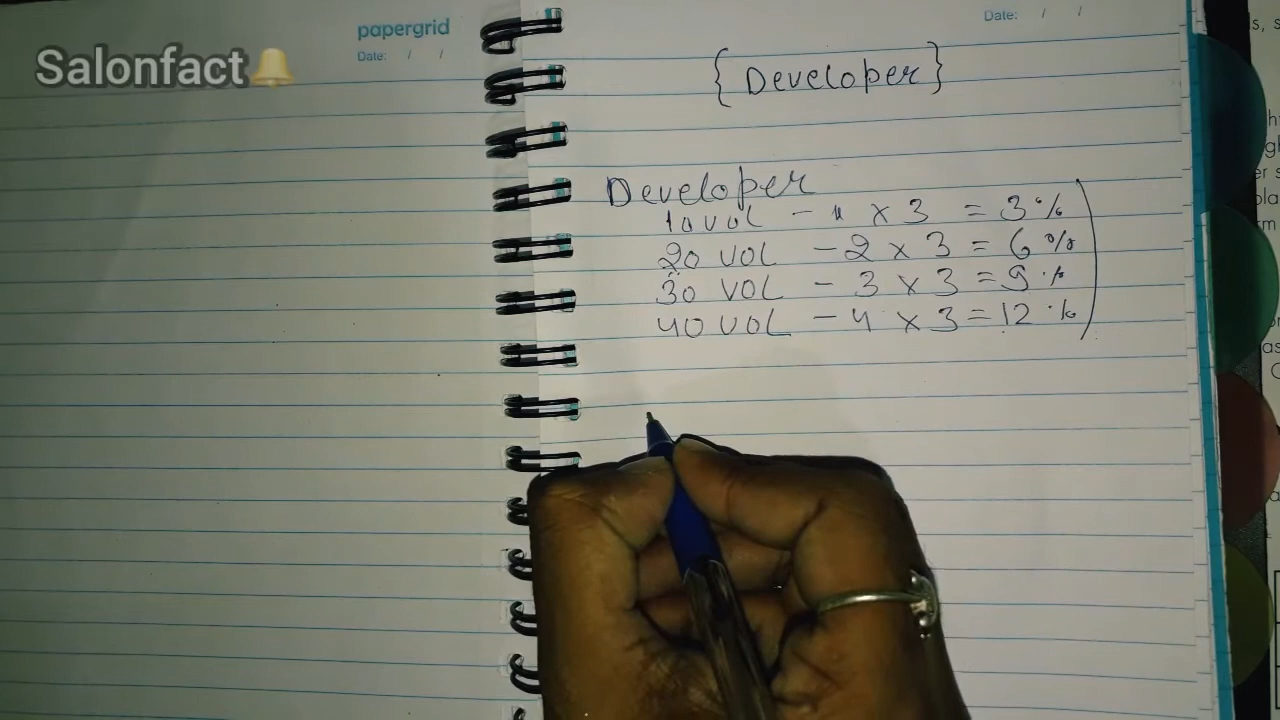 Salonfact🔔
papergrid
Date: / /
Date: / /
{ Developer }
Developer
10 VOL - 1 x 3 = 3%
20 VOL - 2 x 3 = 6%
30 VOL - 3 x 3 = 9%
40 VOL - 4 x 3 = 12%